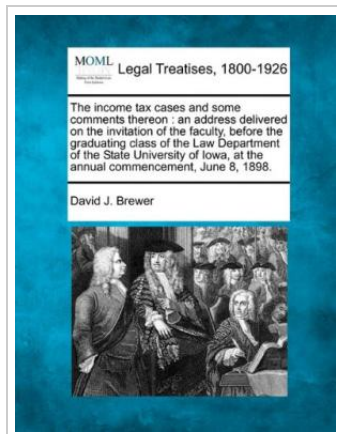 MOML
Legal Treatises, 1800-1926
The income tax cases and some
comments thereon : an address delivered
on the invitation of the faculty, before the
graduating class of the Law Department
of the State University of Iowa, at the
annual commencement, June 8, 1898.
David J. Brewer